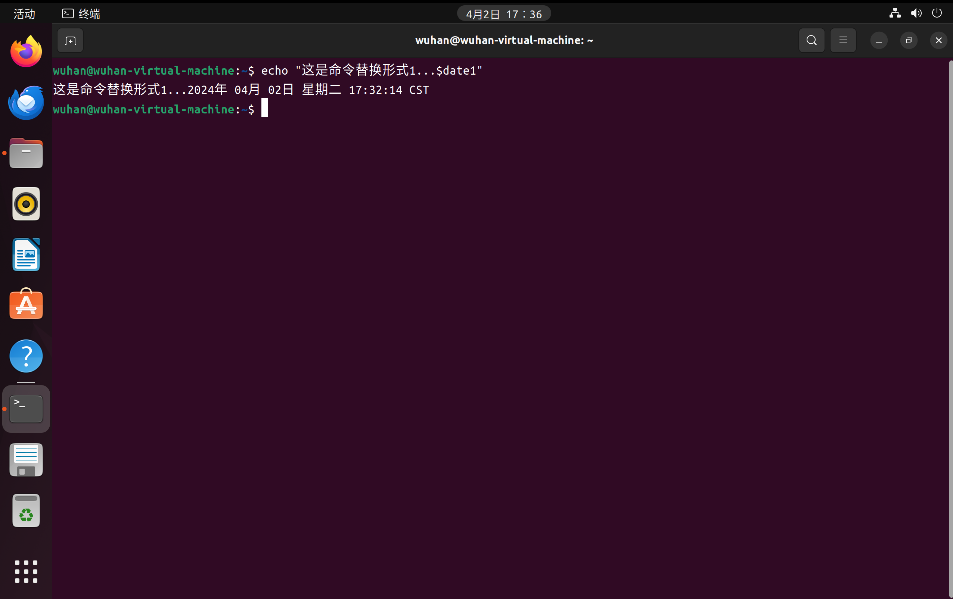 活动
终端
4月2日 17：36
wuhan@wuhan-virtual-machine: ~
wuhan@wuhan-virtual-machine:~$ echo "这是命令替换形式1...$date1"
这是命令替换形式1...2024年 04月 02日 星期二 17:32:14 CST
wuhan@wuhan-virtual-machine:~$